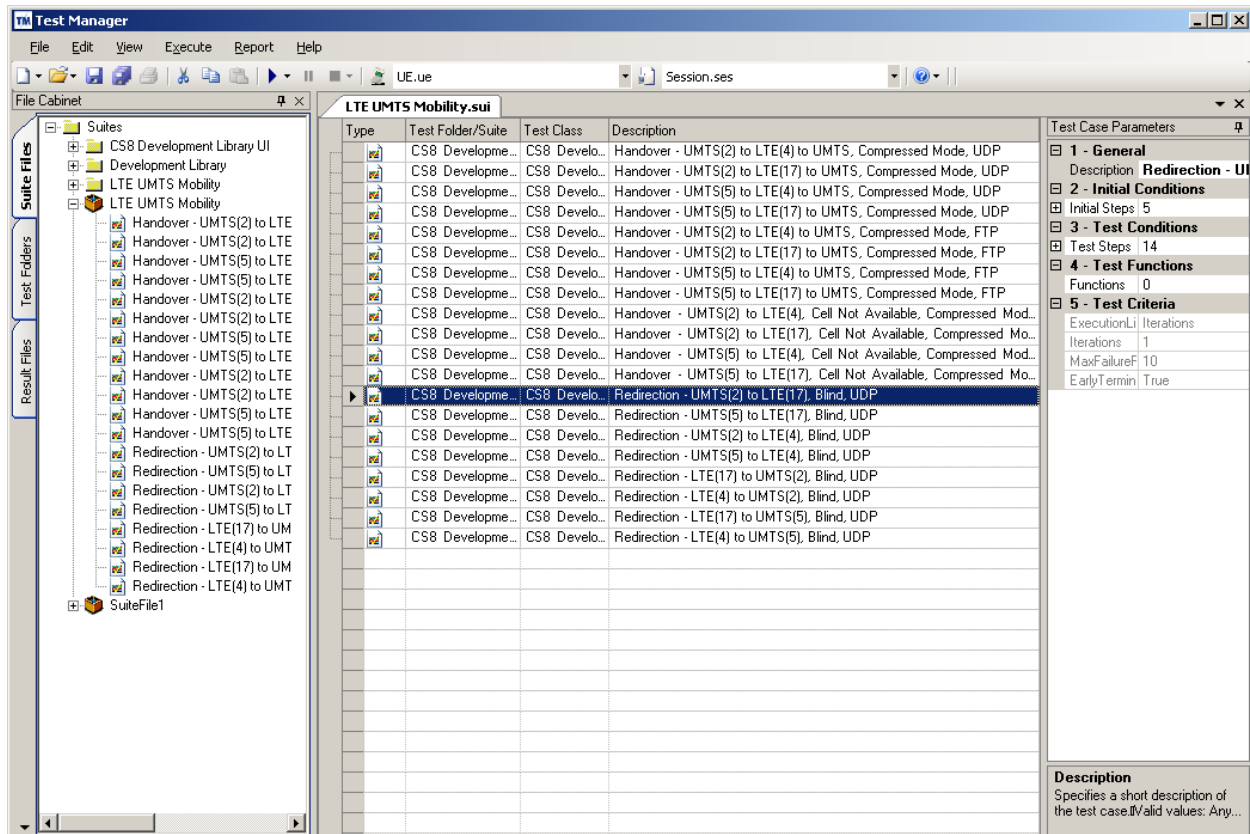 TM Test Manager
File Edit View Execute Report Help
UE.ue Session.ses
File Cabinet
Suite Files
Test Folders
Result Files
Suites
CS8 Development Library UI
Development Library
LTE UMTS Mobility
LTE UMTS Mobility
Handover - UMTS(2) to LTE
Handover - UMTS(2) to LTE
Handover - UMTS(5) to LTE
Handover - UMTS(5) to LTE
Handover - UMTS(2) to LTE
Handover - UMTS(2) to LTE
Handover - UMTS(5) to LTE
Handover - UMTS(5) to LTE
Handover - UMTS(2) to LTE
Handover - UMTS(2) to LTE
Handover - UMTS(5) to LTE
Handover - UMTS(5) to LTE
Redirection - UMTS(2) to LT
Redirection - UMTS(5) to LT
Redirection - UMTS(2) to LT
Redirection - UMTS(5) to LT
Redirection - LTE(17) to UM
Redirection - LTE(4) to UMT
Redirection - LTE(17) to UM
Redirection - LTE(4) to UMT
SuiteFile1
LTE UMTS Mobility.sui
Type Test Folder/Suite Test Class Description
CS8 Developme... CS8 Develo... Handover - UMTS(2) to LTE(4) to UMTS, Compressed Mode, UDP
CS8 Developme... CS8 Develo... Handover - UMTS(2) to LTE(17) to UMTS, Compressed Mode, UDP
CS8 Developme... CS8 Develo... Handover - UMTS(5) to LTE(4) to UMTS, Compressed Mode, UDP
CS8 Developme... CS8 Develo... Handover - UMTS(5) to LTE(17) to UMTS, Compressed Mode, UDP
CS8 Developme... CS8 Develo... Handover - UMTS(2) to LTE(4) to UMTS, Compressed Mode, FTP
CS8 Developme... CS8 Develo... Handover - UMTS(2) to LTE(17) to UMTS, Compressed Mode, FTP
CS8 Developme... CS8 Develo... Handover - UMTS(5) to LTE(4) to UMTS, Compressed Mode, FTP
CS8 Developme... CS8 Develo... Handover - UMTS(5) to LTE(17) to UMTS, Compressed Mode, FTP
CS8 Developme... CS8 Develo... Handover - UMTS(2) to LTE(4), Cell Not Available, Compressed Mod...
CS8 Developme... CS8 Develo... Handover - UMTS(2) to LTE(17), Cell Not Available, Compressed Mo...
CS8 Developme... CS8 Develo... Handover - UMTS(5) to LTE(4), Cell Not Available, Compressed Mod...
CS8 Developme... CS8 Develo... Handover - UMTS(5) to LTE(17), Cell Not Available, Compressed Mo...
CS8 Developme... CS8 Develo... Redirection - UMTS(2) to LTE(17), Blind, UDP
CS8 Developme... CS8 Develo... Redirection - UMTS(5) to LTE(17), Blind, UDP
CS8 Developme... CS8 Develo... Redirection - UMTS(2) to LTE(4), Blind, UDP
CS8 Developme... CS8 Develo... Redirection - UMTS(5) to LTE(4), Blind, UDP
CS8 Developme... CS8 Develo... Redirection - LTE(17) to UMTS(2), Blind, UDP
CS8 Developme... CS8 Develo... Redirection - LTE(4) to UMTS(2), Blind, UDP
CS8 Developme... CS8 Develo... Redirection - LTE(17) to UMTS(5), Blind, UDP
CS8 Developme... CS8 Develo... Redirection - LTE(4) to UMTS(5), Blind, UDP
Test Case Parameters
1 - General
Description Redirection - UI
2 - Initial Conditions
Initial Steps 5
3 - Test Conditions
Test Steps 14
4 - Test Functions
Functions 0
5 - Test Criteria
ExecutionLi Iterations
Iterations 1
MaxFailureF 10
EarlyTermin True
Description
Specifies a short description of
the test case.Valid values: Any...